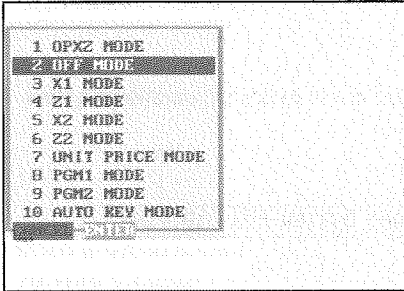 1 OPXZ MODE
2 OFF MODE
3 X1 MODE
4 Z1 MODE
5 X2 MODE
6 Z2 MODE
7 UNIT PRICE MODE
8 PGM1 MODE
9 PGM2 MODE
10 AUTO KEY MODE
ENTER